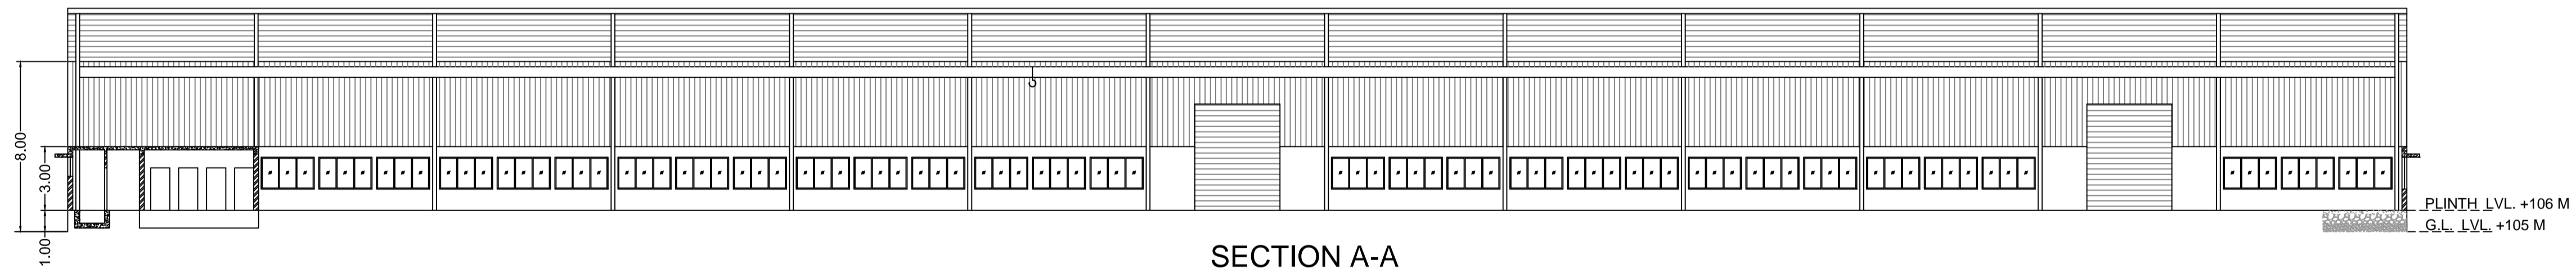 8.00
3.00
1.00
PLINTH LVL. +106 M
G.L. LVL. +105 M
SECTION A-A